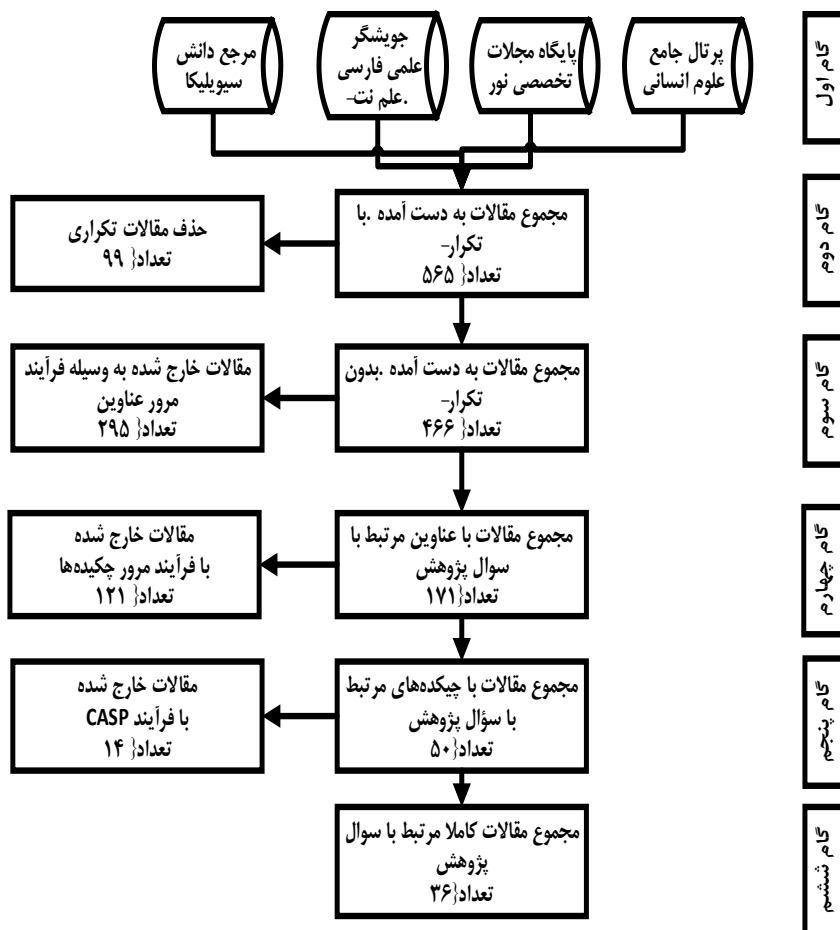 گام اول
پرتال جامع
علوم انسانی
پایگاه مجلات
تخصصی نور
جویشگر
علمی فارسی
.علم نت-
مرجع دانش
سیویلیکا
گام دوم
مجموع مقالات به دست آمده .با
تکرار-
تعداد{ ۵۶۵
حذف مقالات تکراری
تعداد{ ۹۹
گام سوم
مجموع مقالات به دست آمده .بدون
تکرار-
تعداد{ ۴۶۶
مقالات خارج شده به وسیله فرآیند
مرور عناوین
تعداد{ ۲۹۵
گام چهارم
مجموع مقالات با عناوین مرتبط با
سوال پژوهش
تعداد{۱۷۱
مقالات خارج شده
با فرآیند مرور چکیده‌ها
تعداد{ ۱۲۱
گام پنجم
مجموع مقالات با چیکده‌های مرتبط
با سؤال پژوهش
تعداد{۵۰
مقالات خارج شده
با فرآیند CASP
تعداد{ ۱۴
گام ششم
مجموع مقالات کاملا مرتبط با سوال
پژوهش
تعداد{۳۶